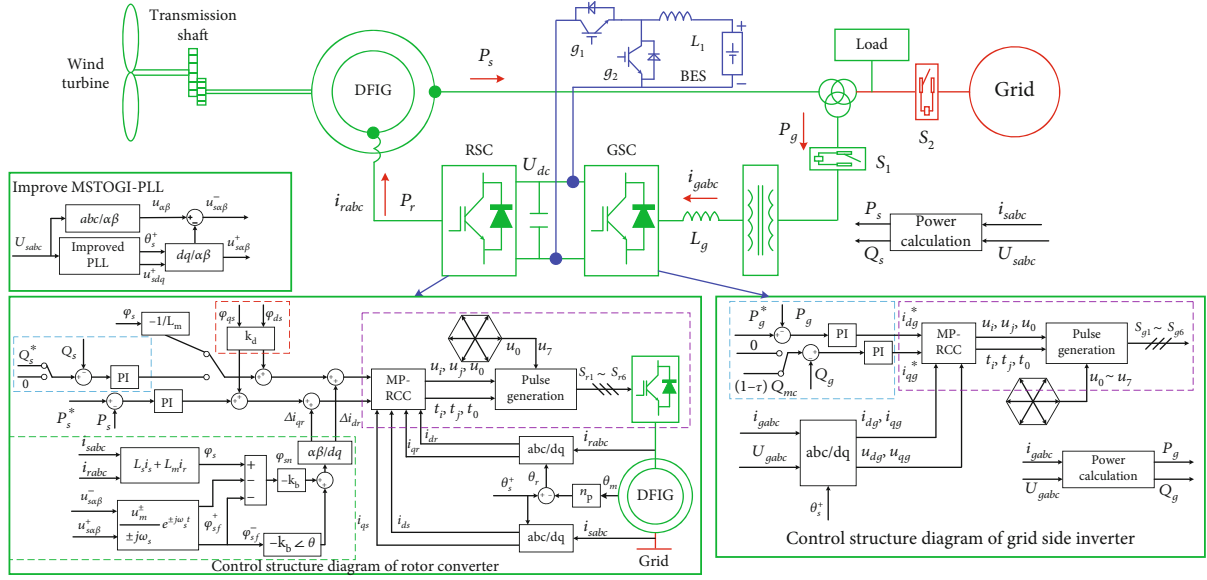 Transmission
shaft
Wind
turbine
DFIG
P_s
g_1
g_2
L_1
BES
+
−
Load
Grid
S_2
P_g
S_1
RSC
U_dc
GSC
i_gabc
L_g
i_rabc
P_r
P_s
Q_s
Power
calculation
i_sabc
U_sabc
Improve MSTOGI-PLL
abc/αβ
u_αβ
u_sαβ^−
U_sabc
Improved
PLL
θ_s^+
u_sdq^+
dq/αβ
u_sαβ^+
φ_s
−1/L_m
φ_qs
φ_ds
k_d
Q_s^*
Q_s
0
PI
P_s^*
P_s
PI
Δi_qr
Δi_dr
MP-
RCC
u_i, u_j, u_0
t_i, t_j, t_0
u_0
u_7
Pulse
generation
S_r1 ~ S_r6
i_sabc
i_rabc
L_s i_s + L_m i_r
φ_s
+
−
−
φ_sn
−k_b
αβ/dq
u_sαβ^−
u_sαβ^+
u_m^± / ±jω_s e^{±jω_s t}
φ_sf^+
φ_sf^−
−k_b ∠ θ
i_qr
i_dr
abc/dq
i_rabc
θ_r
θ_s^+
n_p
θ_m
DFIG
i_qs
i_ds
abc/dq
i_sabc
Grid
Control structure diagram of rotor converter
P_g^*
P_g
PI
i_dg^*
0
(1−τ) Q_mc
Q_g
PI
i_qg^*
MP-
RCC
u_i, u_j, u_0
t_i, t_j, t_0
Pulse
generation
S_g1 ~ S_g6
u_0 ~ u_7
i_gabc
U_gabc
abc/dq
i_dg, i_qg
u_dg, u_qg
θ_s^+
i_gabc
U_gabc
Power
calculation
P_g
Q_g
Control structure diagram of grid side inverter